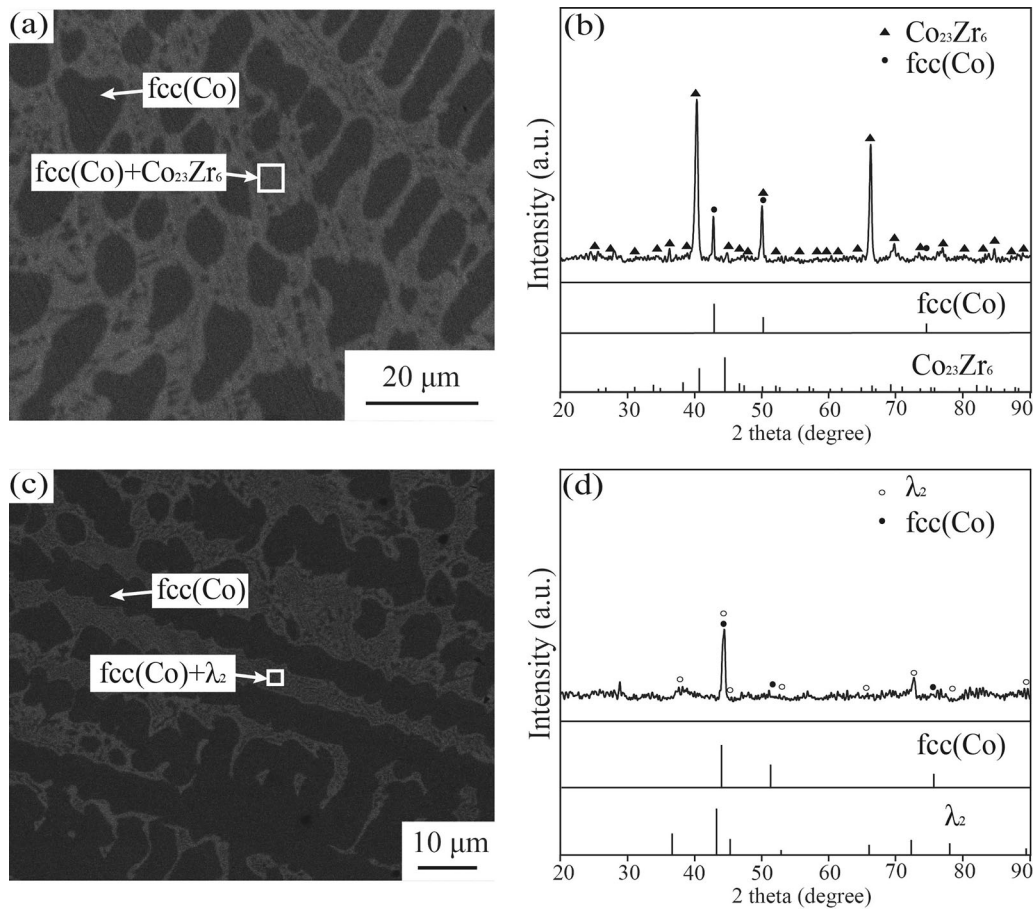 (a)
fcc(Co)
fcc(Co)+Co₂₃Zr₆
20 μm
(b)
▲ Co₂₃Zr₆
● fcc(Co)
Intensity (a.u.)
fcc(Co)
Co₂₃Zr₆
20 30 40 50 60 70 80 90
2 theta (degree)
(c)
fcc(Co)
fcc(Co)+λ₂
10 μm
(d)
○ λ₂
● fcc(Co)
Intensity (a.u.)
fcc(Co)
λ₂
20 30 40 50 60 70 80 90
2 theta (degree)